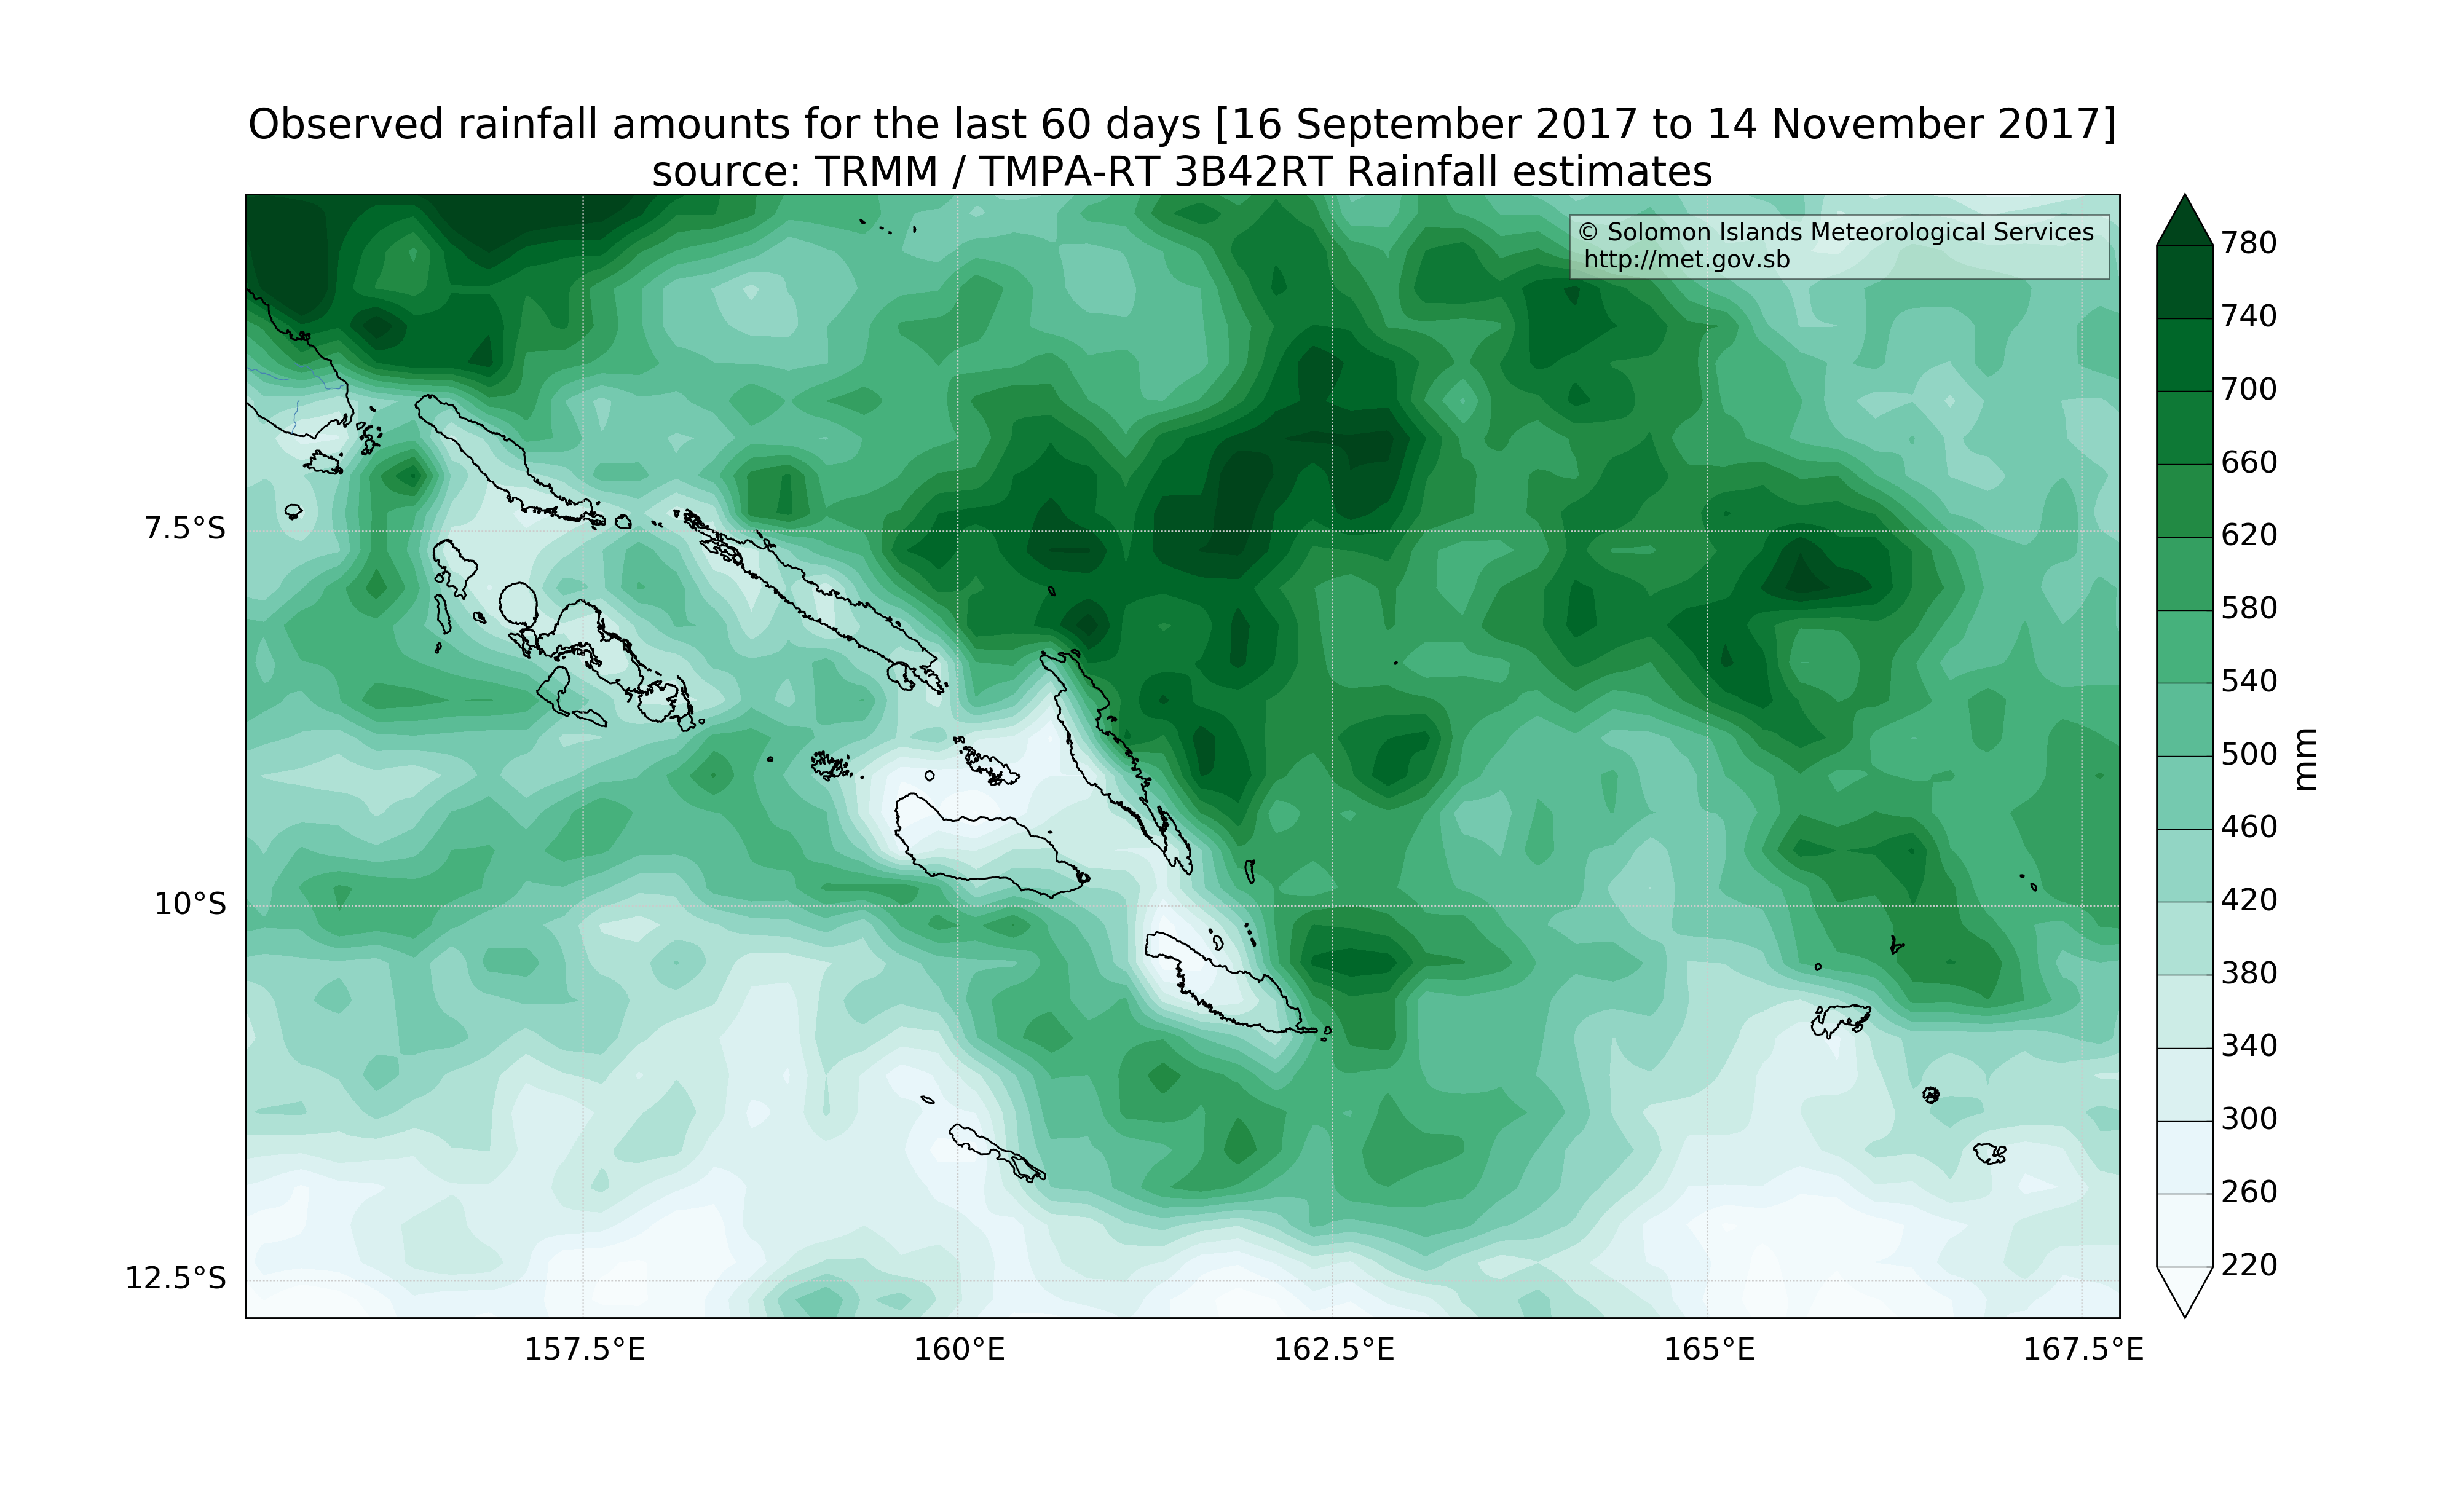 Observed rainfall amounts for the last 60 days [16 September 2017 to 14 November 2017]
source: TRMM / TMPA-RT 3B42RT Rainfall estimates
© Solomon Islands Meteorological Services
http://met.gov.sb
7.5°S
10°S
12.5°S
157.5°E
160°E
162.5°E
165°E
167.5°E
780
740
700
660
620
580
540
500
460
420
380
340
300
260
220
mm